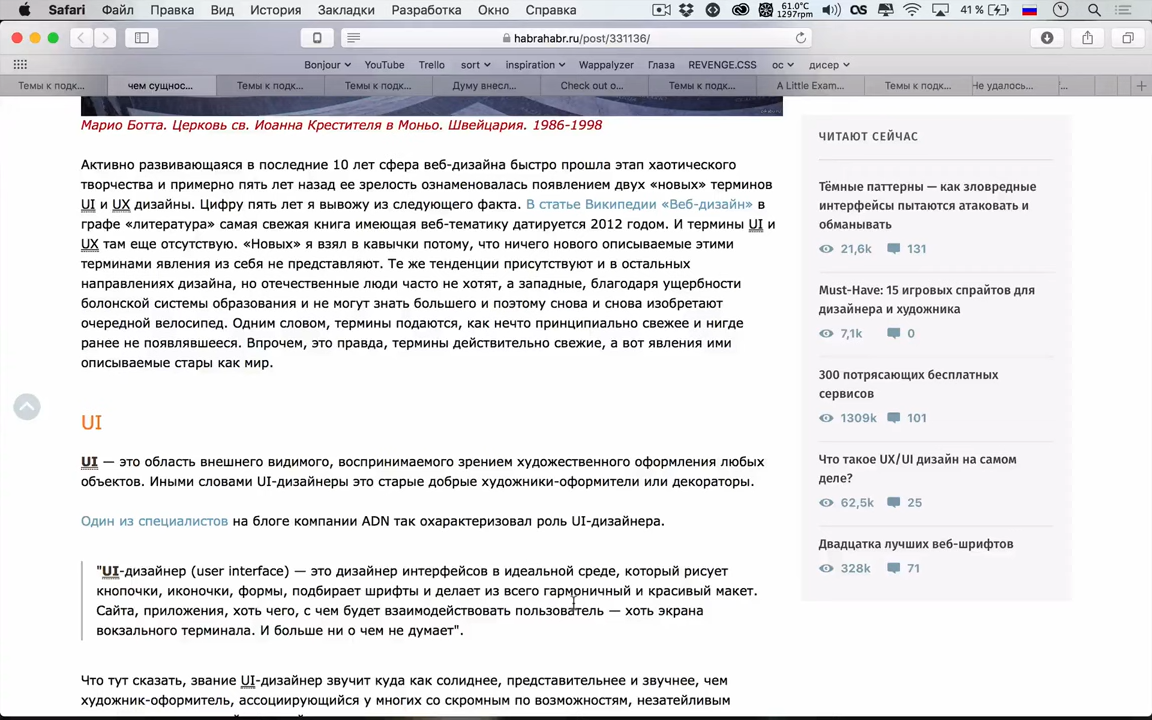 Safari Файл Правка Вид История Закладки Разработка Окно Справка 61.0°C 1297rpm 41 %
habrahabr.ru/post/331136/
Bonjour YouTube Trello sort inspiration Wappalyzer Глаза REVENGE.CSS ос дисер
Темы к подк... чем сущнос... Темы к подк... Темы к подк... Думу внесл... Check out o... Темы к подк... A Little Exam... Темы к подк... Не удалось...
Марио Ботта. Церковь св. Иоанна Крестителя в Моньо. Швейцария. 1986-1998
Активно развивающаяся в последние 10 лет сфера веб-дизайна быстро прошла этап хаотического
творчества и примерно пять лет назад ее зрелость ознаменовалась появлением двух «новых» терминов
UI и UX дизайны. Цифру пять лет я вывожу из следующего факта. В статье Википедии «Веб-дизайн» в
графе «литература» самая свежая книга имеющая веб-тематику датируется 2012 годом. И термины UI и
UX там еще отсутствую. «Новых» я взял в кавычки потому, что ничего нового описываемые этими
терминами явления из себя не представляют. Те же тенденции присутствуют и в остальных
направлениях дизайна, но отечественные люди часто не хотят, а западные, благодаря ущербности
болонской системы образования и не могут знать большего и поэтому снова и снова изобретают
очередной велосипед. Одним словом, термины подаются, как нечто принципиально свежее и нигде
ранее не появлявшееся. Впрочем, это правда, термины действительно свежие, а вот явления ими
описываемые стары как мир.
UI
UI — это область внешнего видимого, воспринимаемого зрением художественного оформления любых
объектов. Иными словами UI-дизайнеры это старые добрые художники-оформители или декораторы.
Один из специалистов на блоге компании ADN так охарактеризовал роль UI-дизайнера.
"UI-дизайнер (user interface) — это дизайнер интерфейсов в идеальной среде, который рисует
кнопочки, иконочки, формы, подбирает шрифты и делает из всего гармоничный и красивый макет.
Сайта, приложения, хоть чего, с чем будет взаимодействовать пользователь — хоть экрана
вокзального терминала. И больше ни о чем не думает".
Что тут сказать, звание UI-дизайнер звучит куда как солиднее, представительнее и звучнее, чем
художник-оформитель, ассоциирующийся у многих со скромным по возможностям, незатейливым
ЧИТАЮТ СЕЙЧАС
Тёмные паттерны — как зловредные
интерфейсы пытаются атаковать и
обманывать
21,6k 131
Must-Have: 15 игровых спрайтов для
дизайнера и художника
7,1k 0
300 потрясающих бесплатных
сервисов
1309k 101
Что такое UX/UI дизайн на самом
деле?
62,5k 25
Двадцатка лучших веб-шрифтов
328k 71